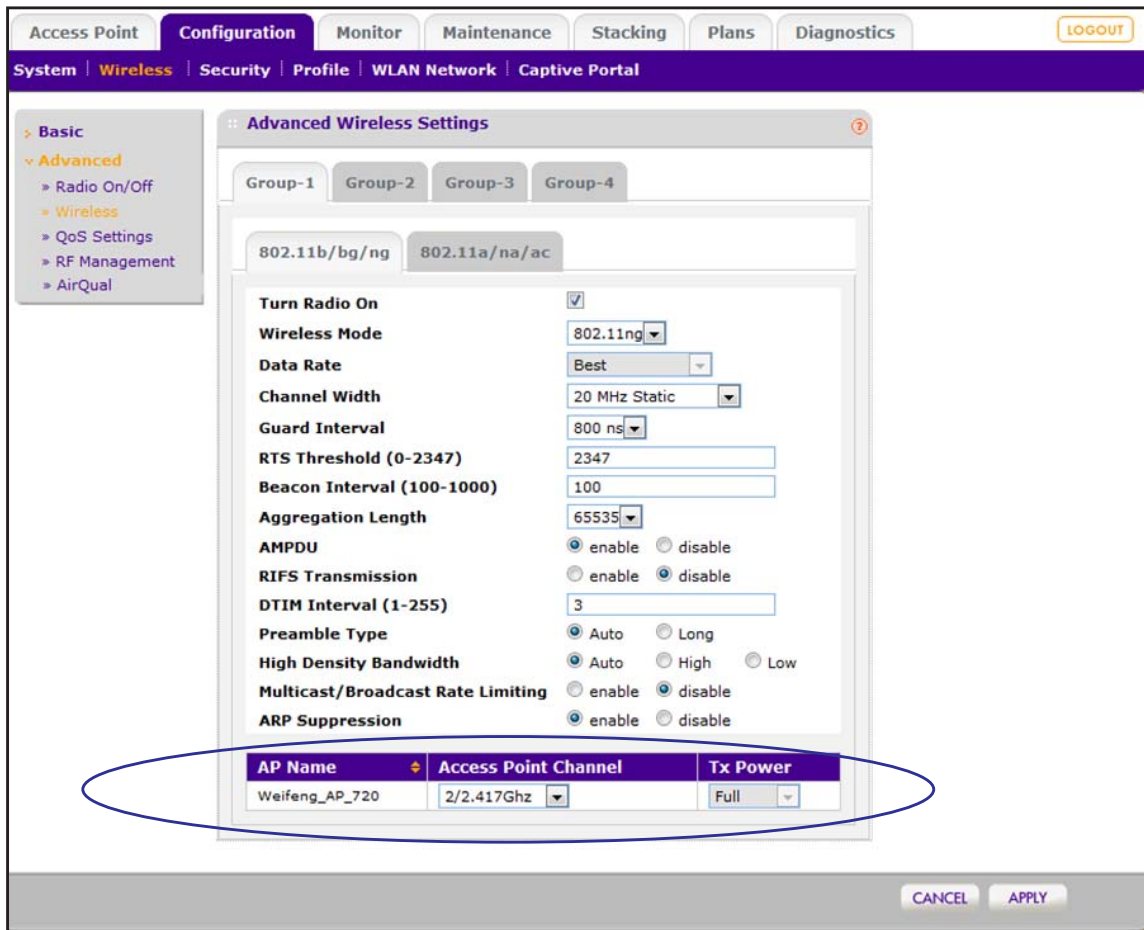 Access Point Configuration Monitor Maintenance Stacking Plans Diagnostics LOGOUT
System Wireless Security Profile WLAN Network Captive Portal
Basic
Advanced
» Radio On/Off
» Wireless
» QoS Settings
» RF Management
» AirQual
Advanced Wireless Settings ?
Group-1 Group-2 Group-3 Group-4
802.11b/bg/ng 802.11a/na/ac
Turn Radio On
Wireless Mode 802.11ng
Data Rate Best
Channel Width 20 MHz Static
Guard Interval 800 ns
RTS Threshold (0-2347) 2347
Beacon Interval (100-1000) 100
Aggregation Length 65535
AMPDU enable disable
RIFS Transmission enable disable
DTIM Interval (1-255) 3
Preamble Type Auto Long
High Density Bandwidth Auto High Low
Multicast/Broadcast Rate Limiting enable disable
ARP Suppression enable disable
AP Name Access Point Channel Tx Power
Weifeng_AP_720 2/2.417Ghz Full
CANCEL APPLY